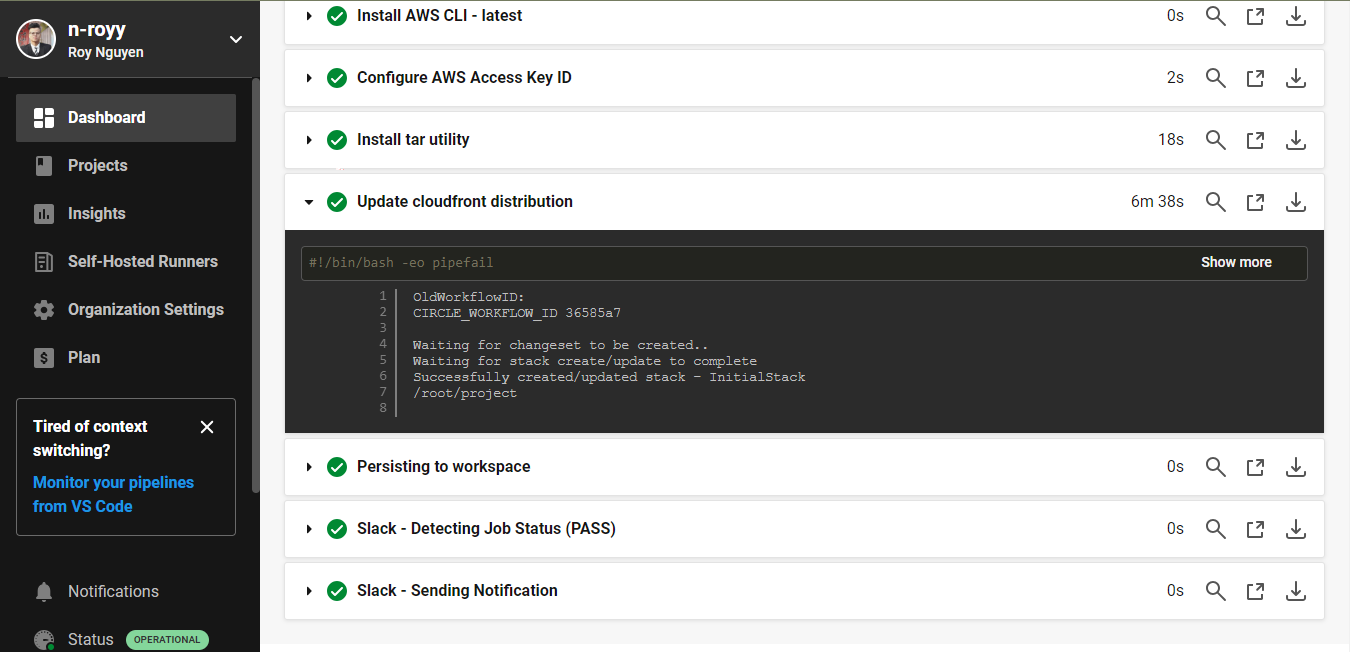 n-royy
Roy Nguyen
Dashboard
Projects
Insights
Self-Hosted Runners
Organization Settings
Plan
Tired of context
switching?
Monitor your pipelines
from VS Code
Notifications
Status OPERATIONAL
Install AWS CLI - latest 0s
Configure AWS Access Key ID 2s
Install tar utility 18s
Update cloudfront distribution 6m 38s
#!/bin/bash -eo pipefail Show more
1 OldWorkflowID:
2 CIRCLE_WORKFLOW_ID 36585a7
3
4 Waiting for changeset to be created..
5 Waiting for stack create/update to complete
6 Successfully created/updated stack - InitialStack
7 /root/project
8
Persisting to workspace 0s
Slack - Detecting Job Status (PASS) 0s
Slack - Sending Notification 0s